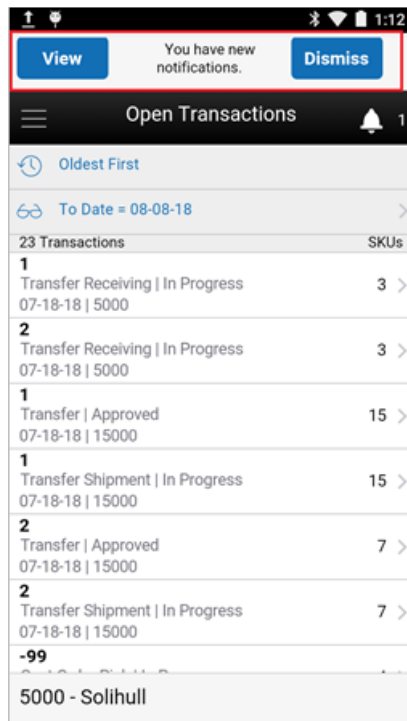 1:12
View
You have new
notifications.
Dismiss
Open Transactions
1
Oldest First
To Date = 08-08-18
23 Transactions SKUs
1
Transfer Receiving | In Progress
3
07-18-18 | 5000
2
Transfer Receiving | In Progress
3
07-18-18 | 5000
1
Transfer | Approved
15
07-18-18 | 15000
1
Transfer Shipment | In Progress
15
07-18-18 | 15000
2
Transfer | Approved
7
07-18-18 | 15000
2
Transfer Shipment | In Progress
7
07-18-18 | 15000
-99
5000 - Solihull